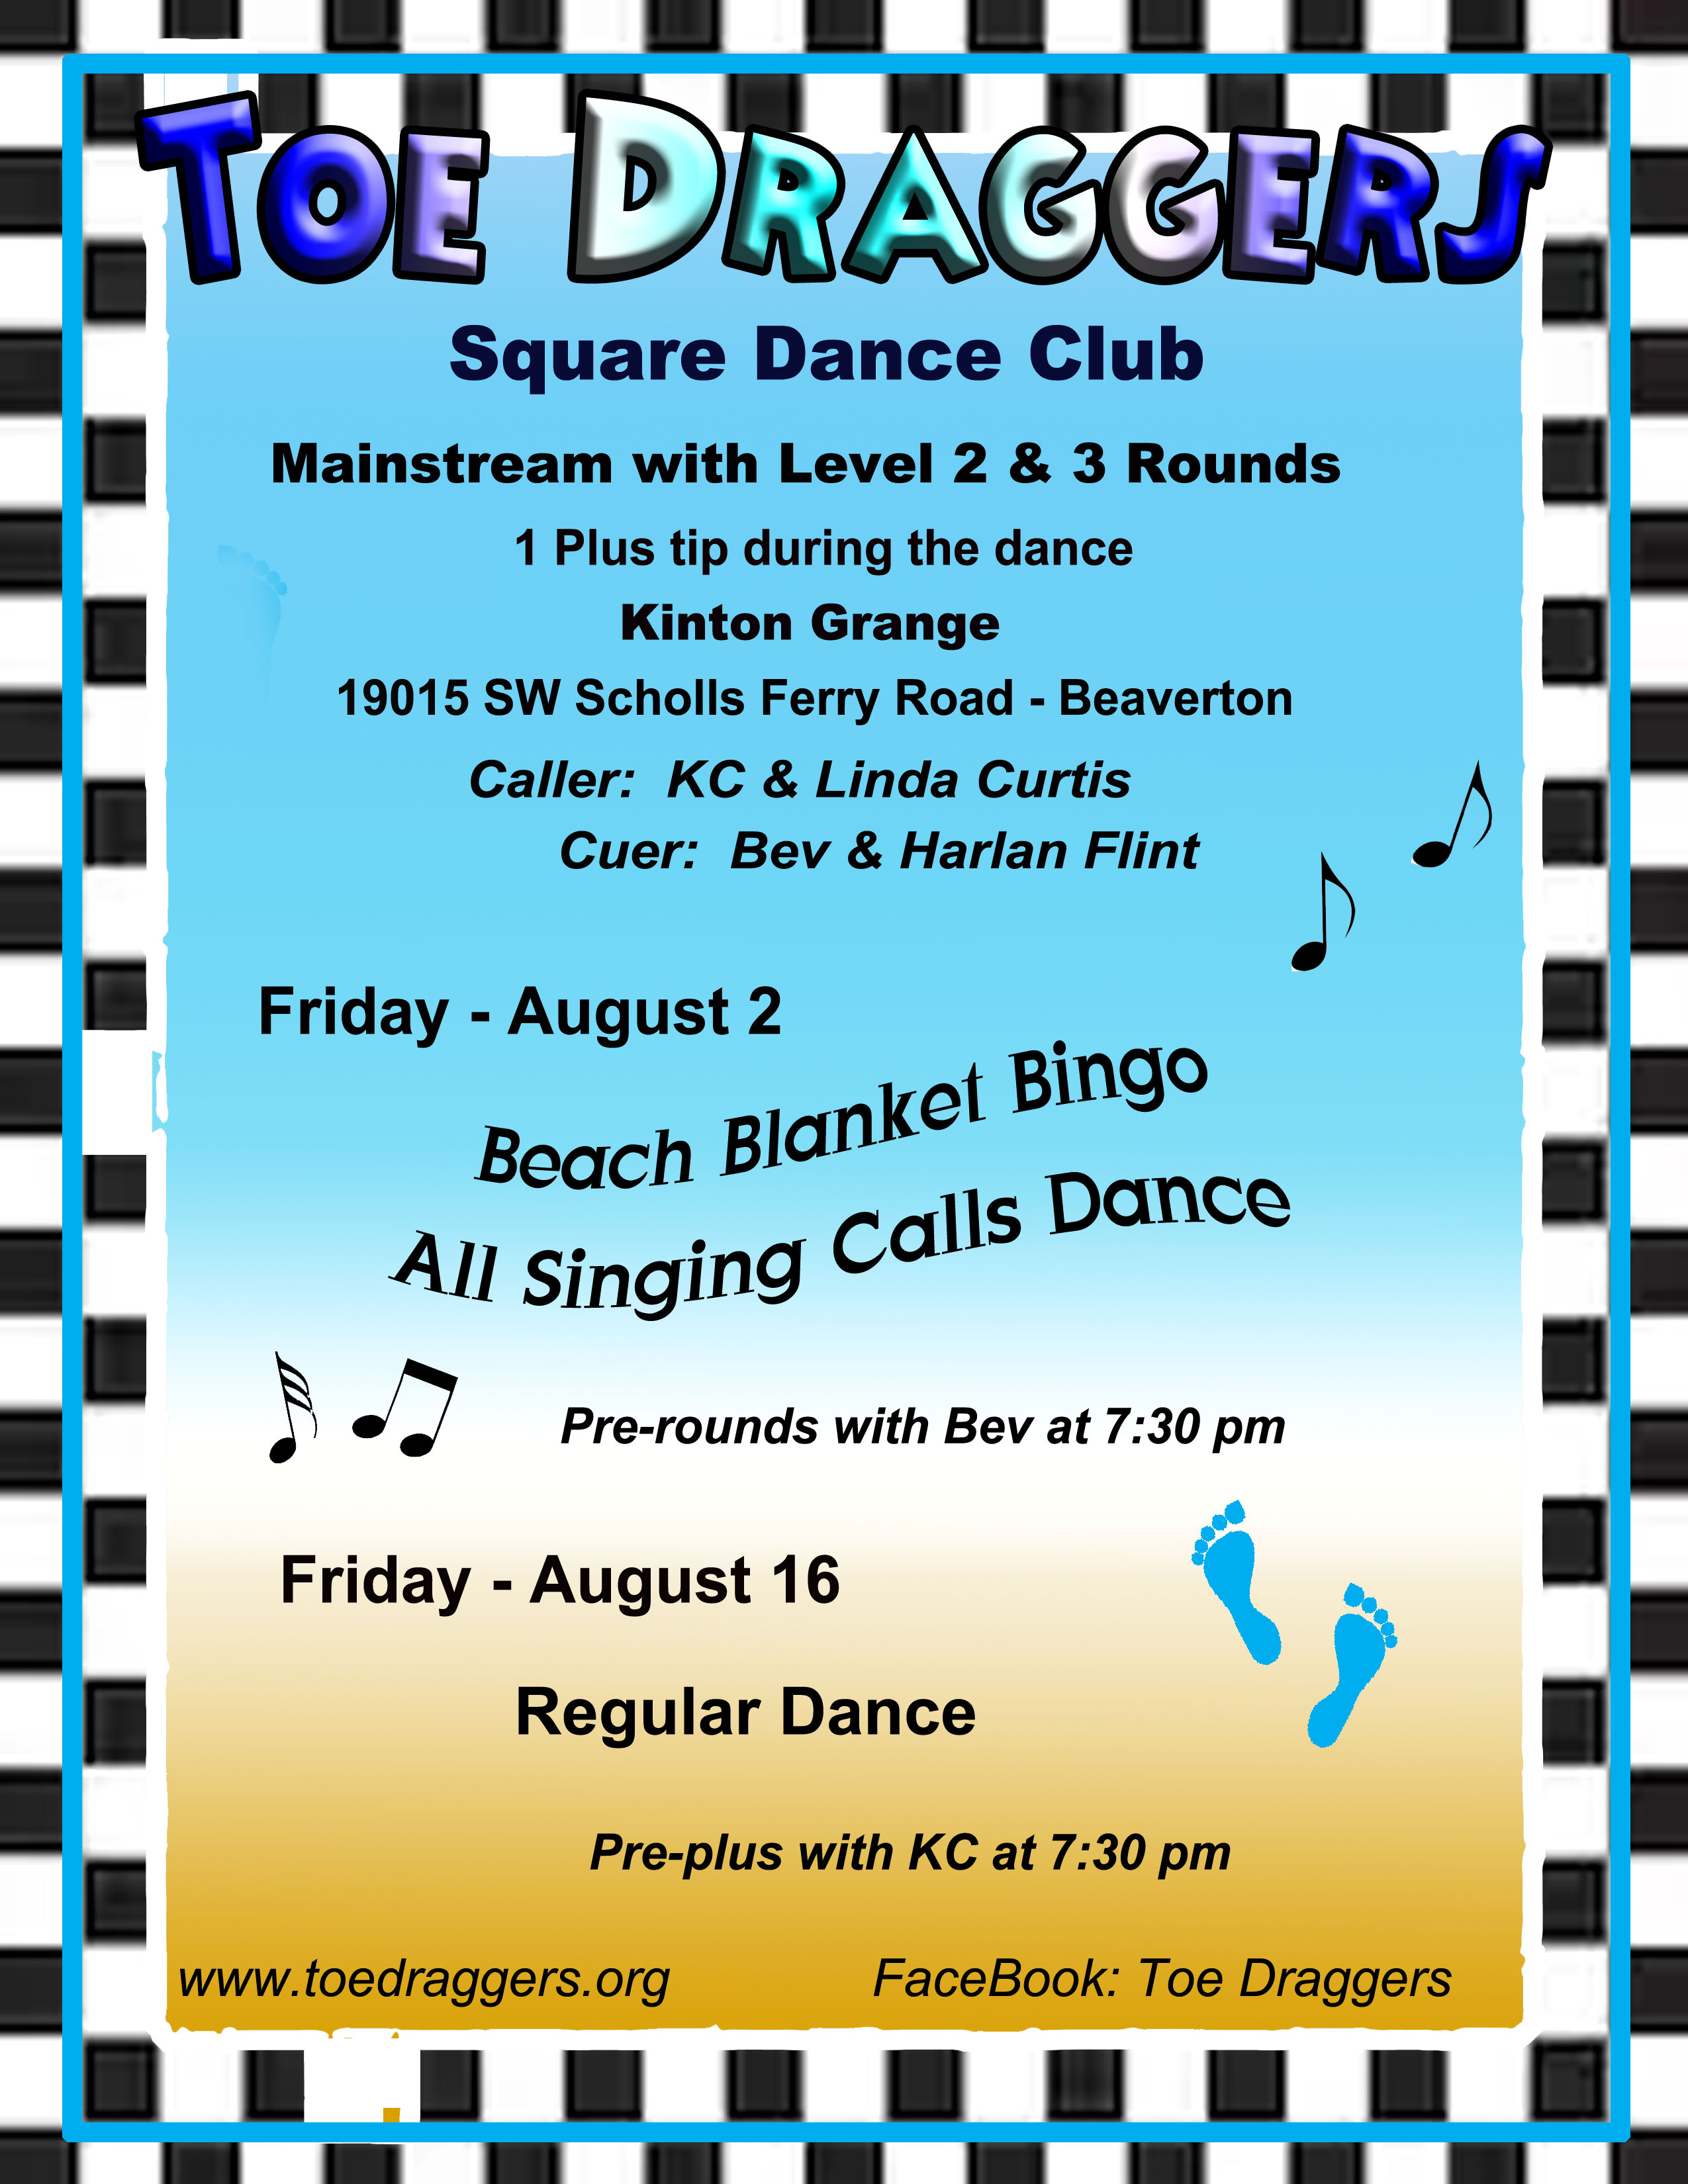 Toe Draggers
Square Dance Club
Mainstream with Level 2 & 3 Rounds
1 Plus tip during the dance
Kinton Grange
19015 SW Scholls Ferry Road - Beaverton
Caller: KC & Linda Curtis
Cuer: Bev & Harlan Flint
Friday - August 2
Beach Blanket Bingo
All Singing Calls Dance
Pre-rounds with Bev at 7:30 pm
Friday - August 16
Regular Dance
Pre-plus with KC at 7:30 pm
www.toedraggers.org
FaceBook: Toe Draggers